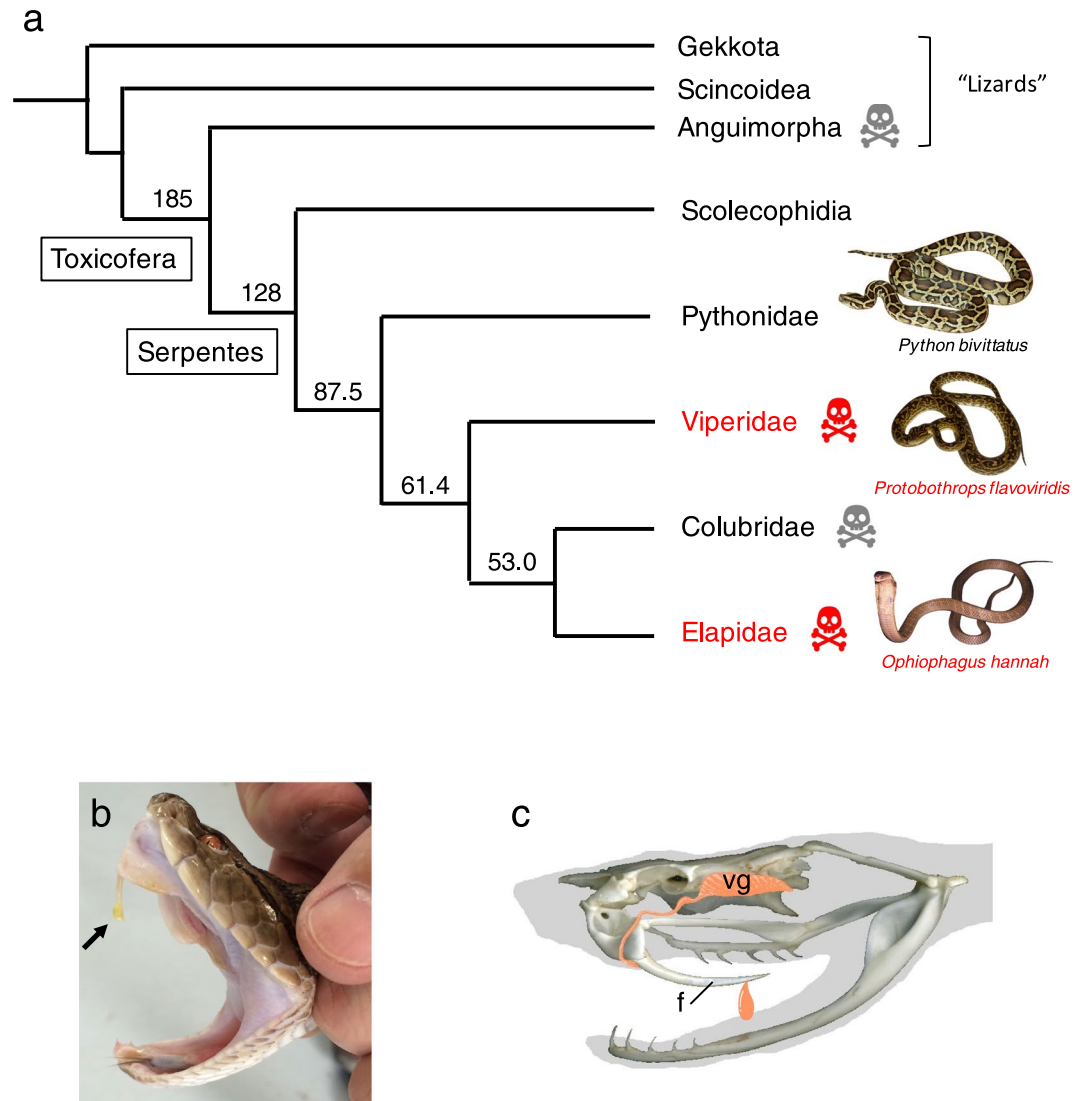 a
Gekkota
Scincoidea
“Lizards”
Anguimorpha
185
Scolecophidia
Toxicofera
128
Pythonidae
Serpentes
Python bivittatus
87.5
Viperidae
61.4
Protobothrops flavoviridis
Colubridae
53.0
Elapidae
Ophiophagus hannah
b
c
vg
f